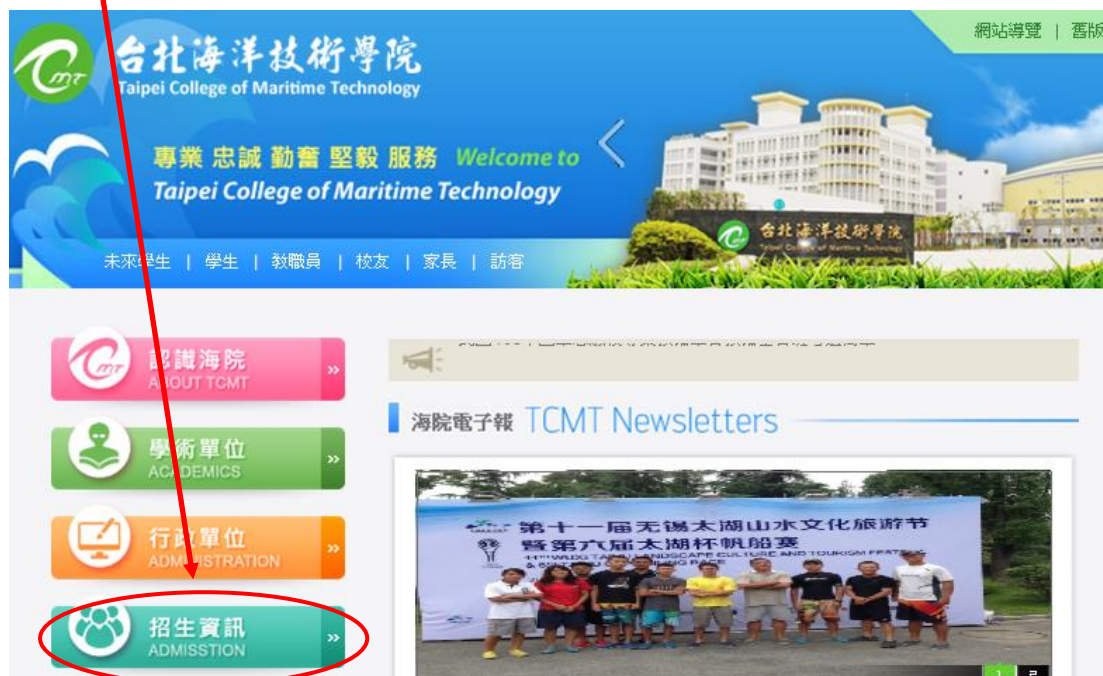 網站導覽 | 舊版
CMT
台北海洋技術學院
Taipei College of Maritime Technology
專業 忠誠 勤奮 堅毅 服務 Welcome to
Taipei College of Maritime Technology
台北海洋技術學院
未來學生 | 學生 | 教職員 | 校友 | 家長 | 訪客
CMT
認識海院
ABOUT TCMT
學術單位
ACADEMICS
行政單位
ADMINISTRATION
招生資訊
ADMISSTION
海院電子報 TCMT Newsletters
第十一届无锡太湖山水文化旅游节
暨第六届太湖杯帆船赛
1 2